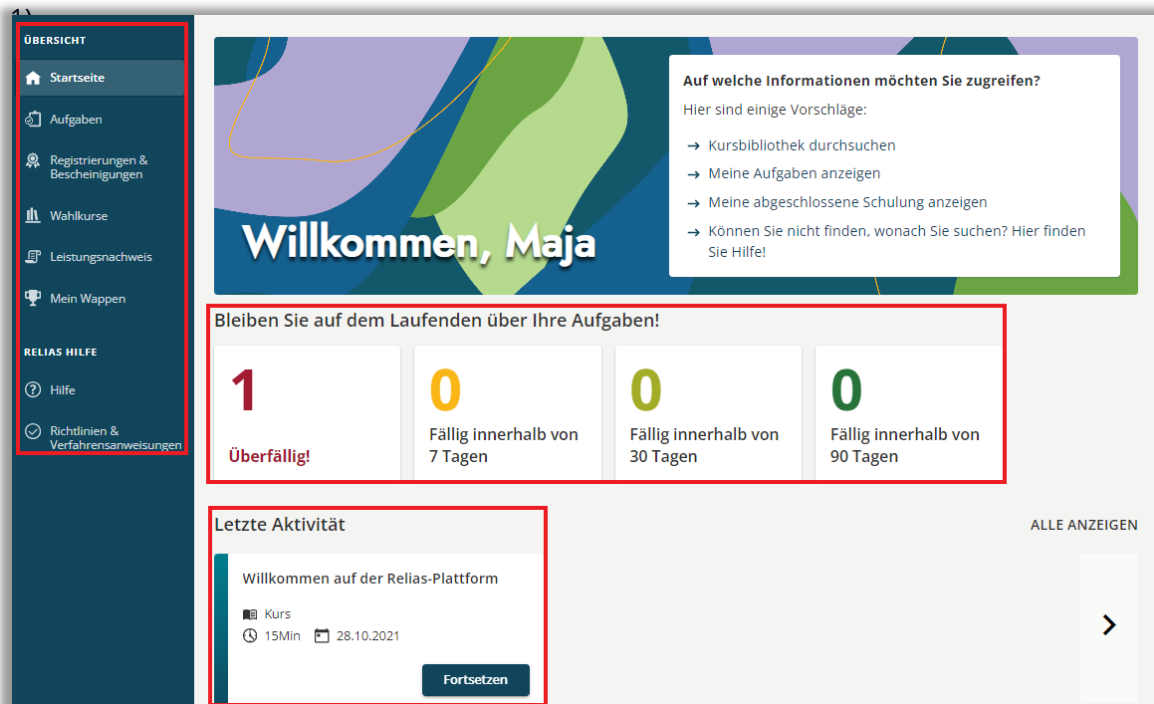 1)
ÜBERSICHT
Startseite
Aufgaben
Registrierungen &
Bescheinigungen
Wahlkurse
Leistungsnachweis
Mein Wappen
RELIAS HILFE
Hilfe
Richtlinien &
Verfahrensanweisungen
Willkommen, Maja
Auf welche Informationen möchten Sie zugreifen?
Hier sind einige Vorschläge:
→ Kursbibliothek durchsuchen
→ Meine Aufgaben anzeigen
→ Meine abgeschlossene Schulung anzeigen
→ Können Sie nicht finden, wonach Sie suchen? Hier finden
Sie Hilfe!
Bleiben Sie auf dem Laufenden über Ihre Aufgaben!
1
Überfällig!
0
Fällig innerhalb von
7 Tagen
0
Fällig innerhalb von
30 Tagen
0
Fällig innerhalb von
90 Tagen
Letzte Aktivität
ALLE ANZEIGEN
Willkommen auf der Relias-Plattform
Kurs
15Min 28.10.2021
Fortsetzen